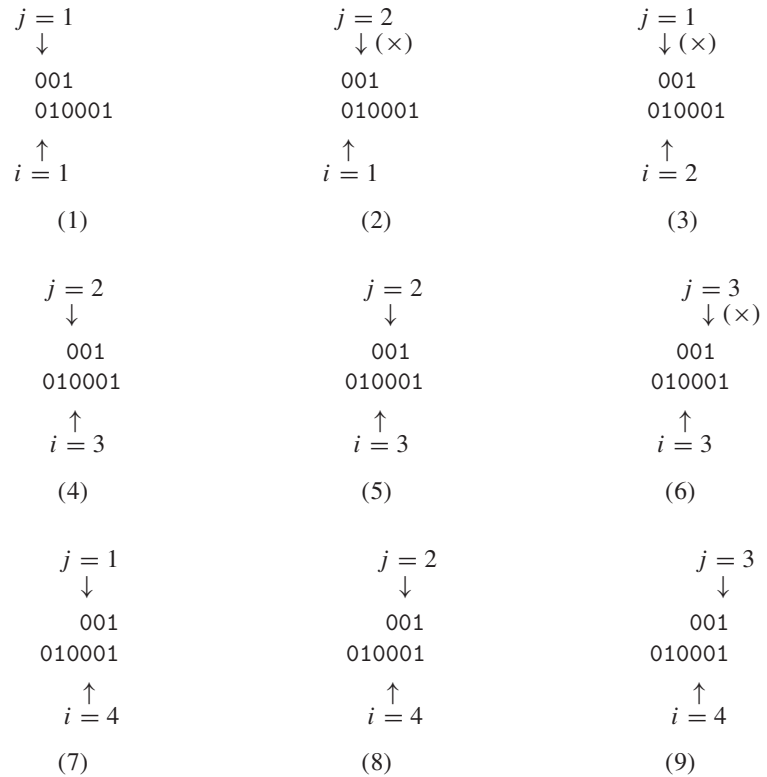 j = 1 j = 2 j = 1
↓ ↓ (×) ↓ (×)
001 001 001
010001 010001 010001
↑ ↑ ↑
i = 1 i = 1 i = 2
(1) (2) (3)
j = 2 j = 2 j = 3
↓ ↓ ↓ (×)
001 001 001
010001 010001 010001
↑ ↑ ↑
i = 3 i = 3 i = 3
(4) (5) (6)
j = 1 j = 2 j = 3
↓ ↓ ↓
001 001 001
010001 010001 010001
↑ ↑ ↑
i = 4 i = 4 i = 4
(7) (8) (9)